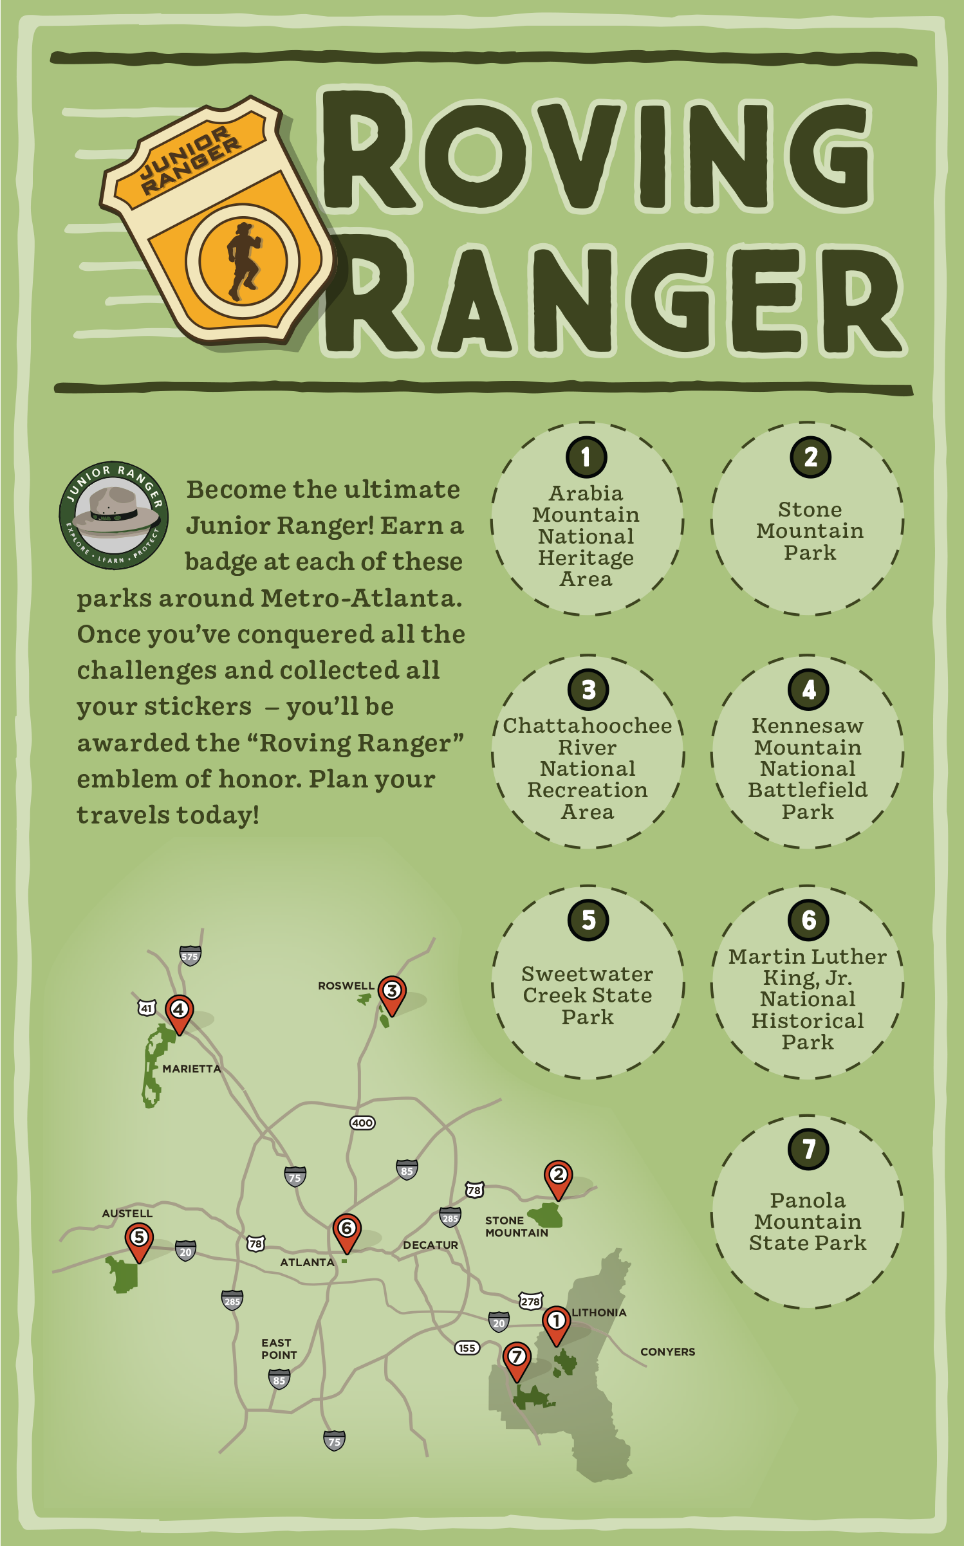 JUNIOR
RANGER
ROVING
RANGER
JUNIOR RANGER
EXPLORE • LEARN • PROTECT
Become the ultimate
Junior Ranger! Earn a
badge at each of these
parks around Metro-Atlanta.
Once you’ve conquered all the
challenges and collected all
your stickers – you’ll be
awarded the “Roving Ranger”
emblem of honor. Plan your
travels today!
1
Arabia
Mountain
National
Heritage
Area
2
Stone
Mountain
Park
3
Chattahoochee
River
National
Recreation
Area
4
Kennesaw
Mountain
National
Battlefield
Park
5
Sweetwater
Creek State
Park
6
Martin Luther
King, Jr.
National
Historical
Park
7
Panola
Mountain
State Park
575
ROSWELL
3
41
4
MARIETTA
400
75
85
78
2
AUSTELL
5
20
78
6
ATLANTA
DECATUR
285
STONE
MOUNTAIN
285
278
20
1
LITHONIA
EAST
POINT
155
7
CONYERS
85
75